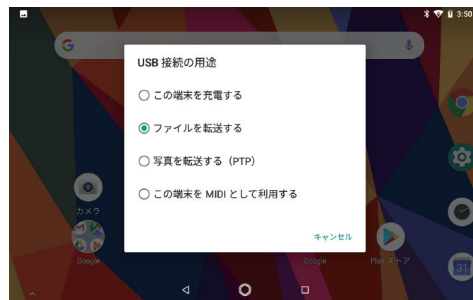 3:50
G
USB 接続の用途
この端末を充電する
ファイルを転送する
写真を転送する（PTP）
この端末を MIDI として利用する
キャンセル
カメラ
Google
Google
Play ストア
31